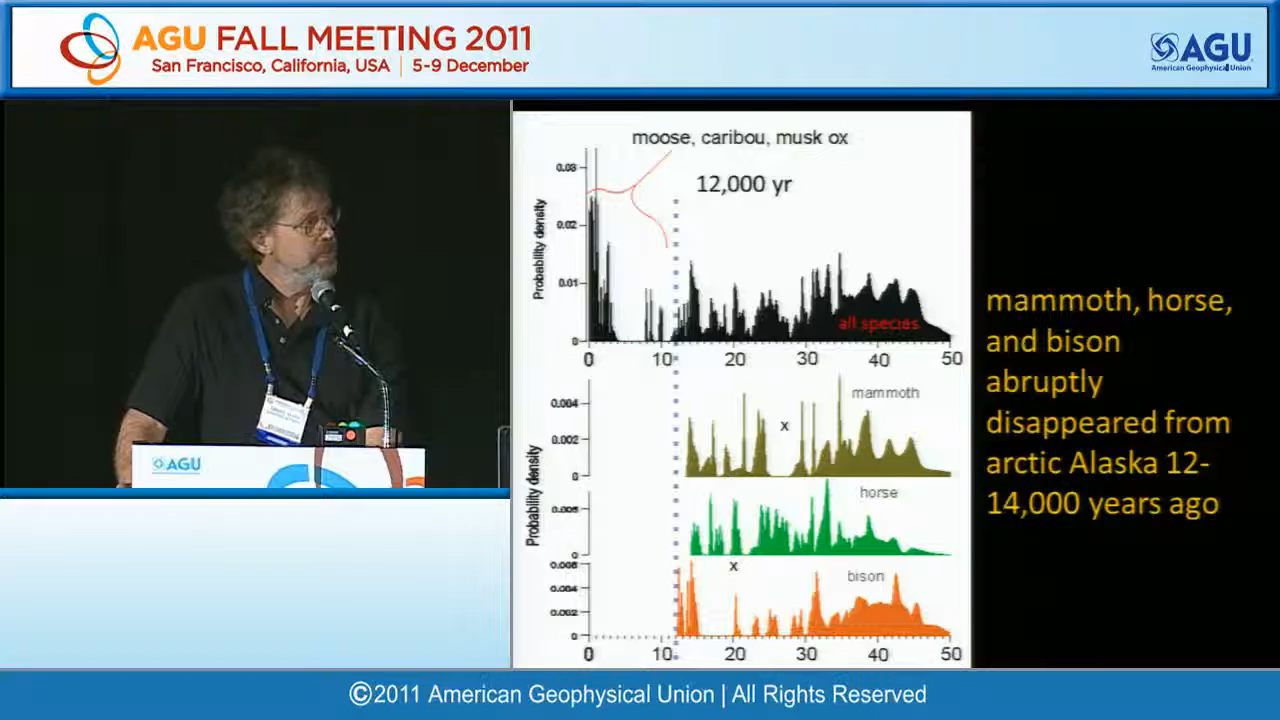 AGU FALL MEETING 2011
San Francisco, California, USA | 5-9 December
AGU
American Geophysical Union
AGU
moose, caribou, musk ox
12,000 yr
Probability density
0.03
0.02
0.01
0
all species
0 10 20 30 40 50
Probability density
mammoth
0.004
0.002
0
x
horse
0.005
0
x
bison
0.006
0.004
0.002
0
0 10 20 30 40 50
mammoth, horse,
and bison
abruptly
disappeared from
arctic Alaska 12-
14,000 years ago
©2011 American Geophysical Union | All Rights Reserved